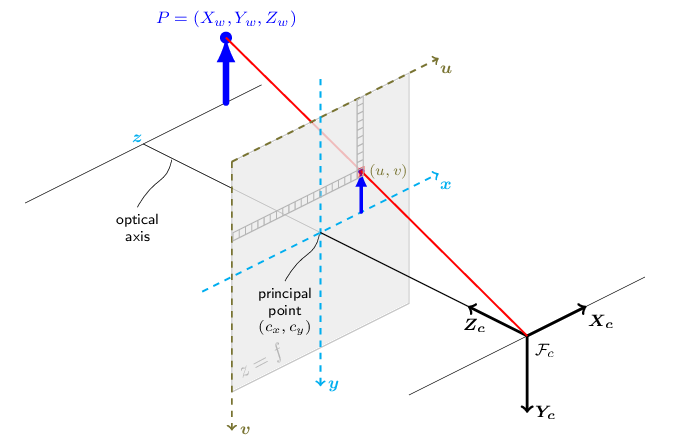 P = (X_w, Y_w, Z_w)
u
z
(u, v)
x
optical
axis
principal
point
(c_x, c_y)
Z_c
X_c
F_c
z = f
y
Y_c
v